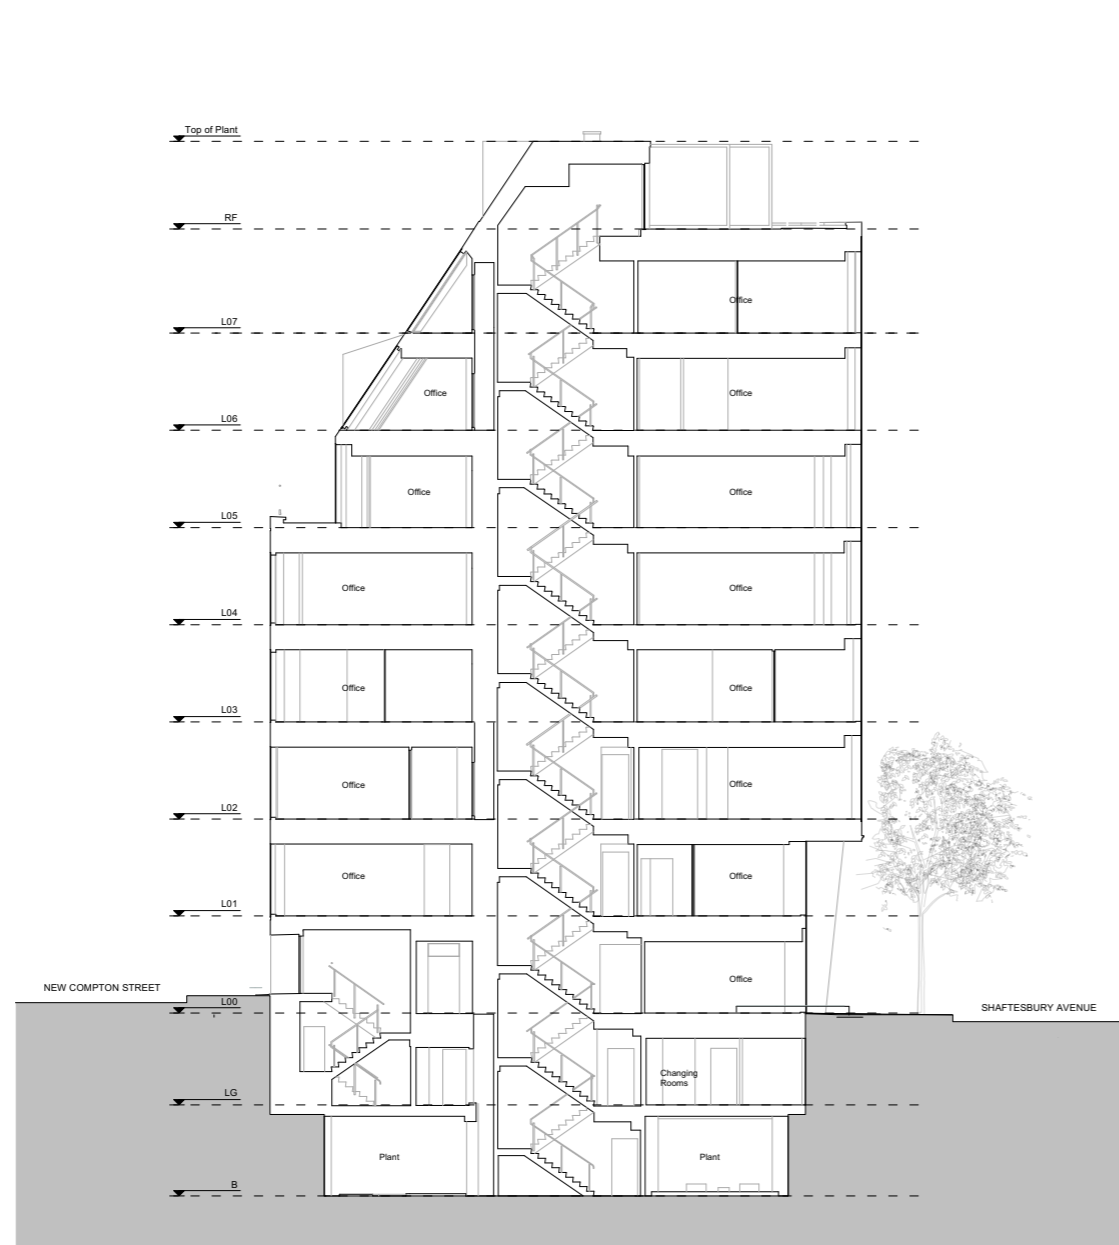 Top of Plant
RF
Office
L07
Office
Office
L06
Office
Office
L05
Office
Office
L04
Office
Office
L03
Office
Office
L02
Office
Office
L01
Office
NEW COMPTON STREET
L00
SHAFTESBURY AVENUE
Changing
Rooms
LG
Plant
Plant
B